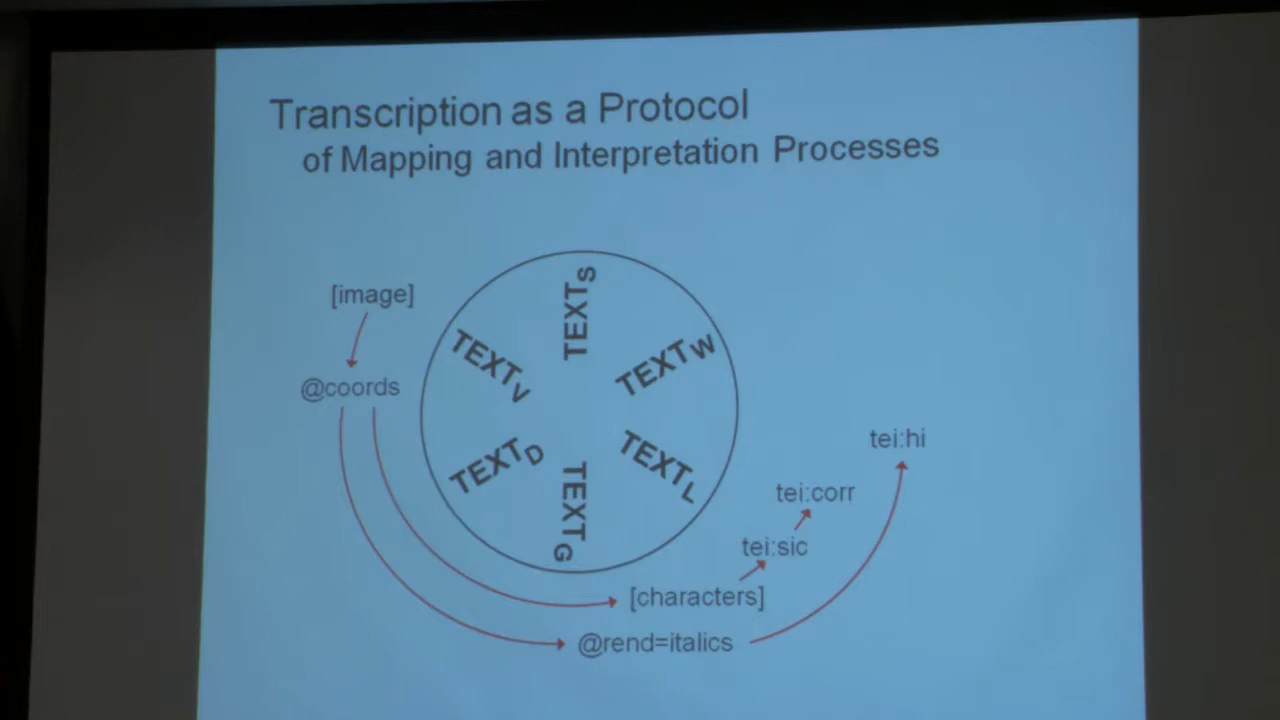 Transcription as a Protocol
of Mapping and Interpretation Processes
[image]
@coords
TEXTS
TEXTW
TEXTL
TEXTG
TEXTD
TEXTV
tei:hi
tei:corr
tei:sic
[characters]
@rend=italics